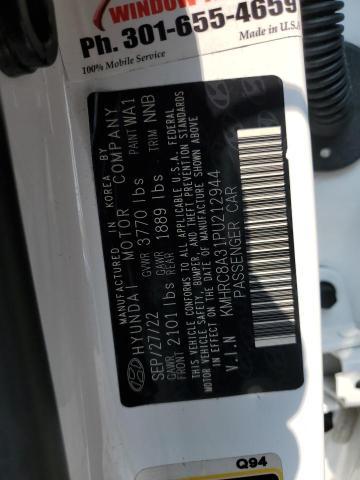 WINDOW
Ph. 301-655-4659
100% Mobile Service
Made in U.S.A
MANUFACTURED IN KOREA BY
HYUNDAI MOTOR COMPANY
SEP/27/22 GVWR 3770 lbs PAINT WA1
GAWR FRONT 2101 lbs GAWR REAR 1889 lbs TRIM NNB
THIS VEHICLE CONFORMS TO ALL APPLICABLE U.S.A. FEDERAL
MOTOR VEHICLE SAFETY, BUMPER, AND THEFT PREVENTION STANDARDS
IN EFFECT ON THE DATE OF MANUFACTURE SHOWN ABOVE
V.I.N KMHRC8A31PU212944
PASSENGER CAR
Q94